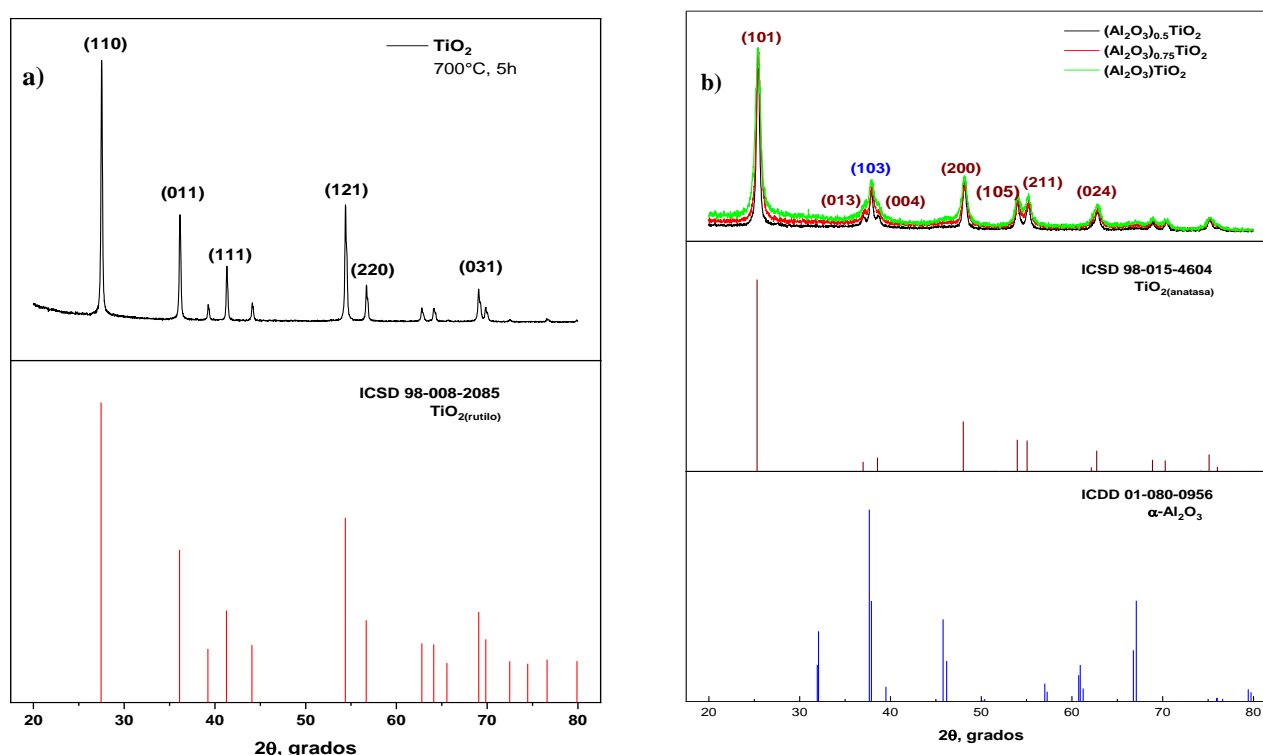 a)
(110)
TiO₂
700°C, 5h
(011)
(121)
(111)
(220)
(031)
ICSD 98-008-2085
TiO₂(rutilo)
20 30 40 50 60 70 80
2θ, grados
b)
(101)
(Al₂O₃)₀.₅TiO₂
(Al₂O₃)₀.₇₅TiO₂
(Al₂O₃)TiO₂
(103)
(200)
(013)
(004)
(105)
(211)
(024)
ICSD 98-015-4604
TiO₂(anatasa)
ICDD 01-080-0956
α-Al₂O₃
20 30 40 50 60 70 80
2θ, grados